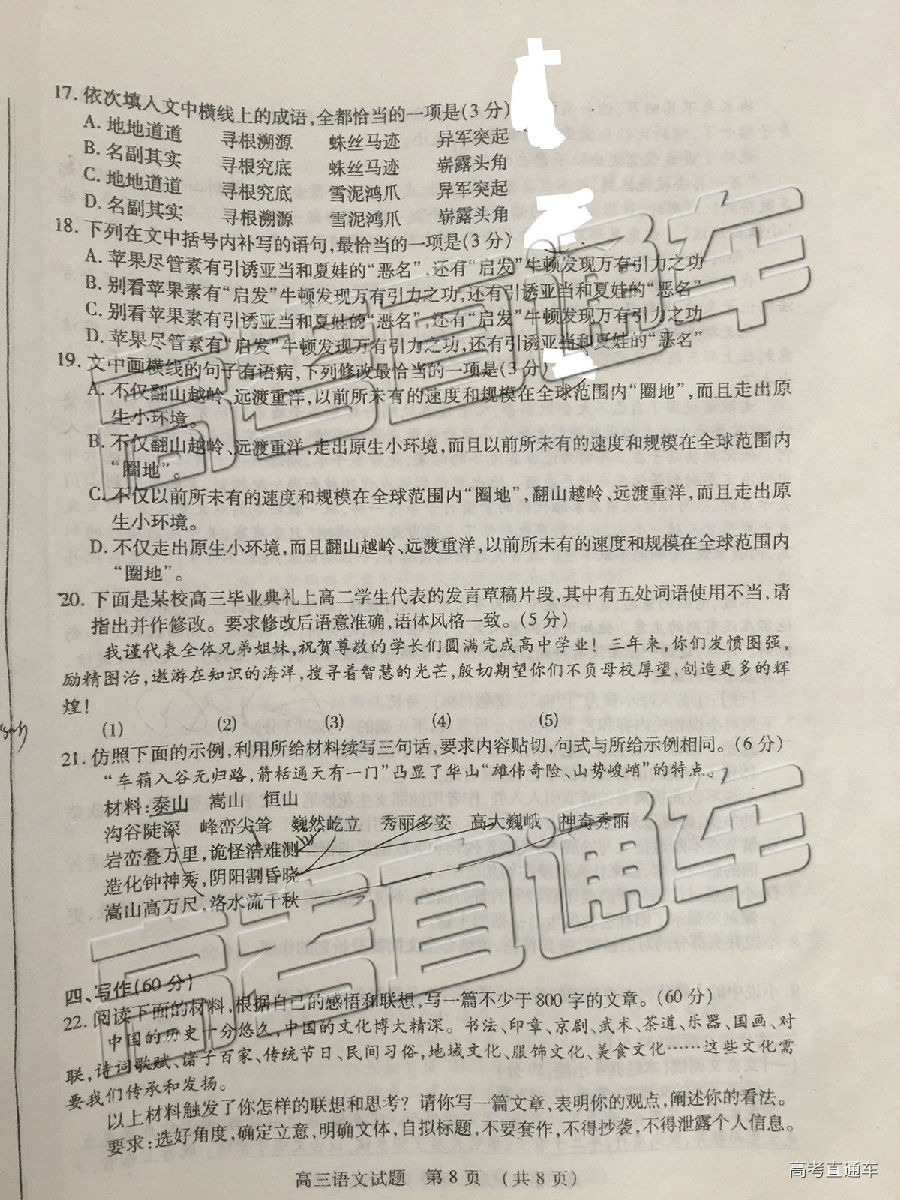 17. 依次填入文中横线上的成语,全都恰当的一项是(3 分)
A. 地地道道 寻根溯源 蛛丝马迹 异军突起
B. 名副其实 寻根究底 蛛丝马迹 崭露头角
C. 地地道道 寻根究底 雪泥鸿爪 异军突起
D. 名副其实 寻根溯源 雪泥鸿爪 崭露头角
18. 下列在文中括号内补写的语句,最恰当的一项是(3 分)
A. 苹果尽管素有引诱亚当和夏娃的“恶名”,还有“启发”牛顿发现万有引力之功
B. 别看苹果素有“启发”牛顿发现万有引力之功,还有引诱亚当和夏娃的“恶名”
C. 别看苹果素有引诱亚当和夏娃的“恶名”,还有“启发”牛顿发现万有引力之功
D. 苹果尽管素有“启发”牛顿发现万有引力之功,还有引诱亚当和夏娃的“恶名”
19. 文中画横线的句子有语病,下列修改最恰当的一项是(3 分)
A. 不仅翻山越岭、远渡重洋,以前所未有的速度和规模在全球范围内“圈地”,而且走出原
生小环境。
B. 不仅翻山越岭、远渡重洋,走出原生小环境,而且以前所未有的速度和规模在全球范围内
“圈地”。
C. 不仅以前所未有的速度和规模在全球范围内“圈地”,翻山越岭、远渡重洋,而且走出原
生小环境。
D. 不仅走出原生小环境,而且翻山越岭、远渡重洋,以前所未有的速度和规模在全球范围内
“圈地”。
20. 下面是某校高三毕业典礼上高二学生代表的发言草稿片段,其中有五处词语使用不当,请
指出并作修改。要求修改后语意准确,语体风格一致。(5 分)
我谨代表全体兄弟姐妹,祝贺尊敬的学长们圆满完成高中学业！三年来,你们发愤图强,
励精图治,遨游在知识的海洋,搜寻着智慧的光芒,殷切期望你们不负母校厚望,创造更多的辉
煌！
(1) (2) (3) (4) (5)
21. 仿照下面的示例,利用所给材料续写三句话,要求内容贴切,句式与所给示例相同。(6 分)
“车箱入谷无归路,箭栝通天有一门”凸显了华山“雄伟奇险、山势峻峭”的特点。
材料:泰山 嵩山 恒山
沟谷陡深 峰峦尖耸 巍然屹立 秀丽多姿 高大巍峨 神奇秀丽
岩峦叠万里,诡怪浩难测
造化钟神秀,阴阳割昏晓
嵩山高万尺,洛水流千秋
四、写作(60 分)
22. 阅读下面的材料,根据自己的感悟和联想,写一篇不少于 800 字的文章。(60 分)
中国的历史十分悠久,中国的文化博大精深。书法、印章、京剧、武术、茶道、乐器、国画、对
联,诗词歌赋、诸子百家、传统节日、民间习俗,地域文化、服饰文化、美食文化……这些文化需
要我们传承和发扬。
以上材料触发了你怎样的联想和思考？请你写一篇文章、表明你的观点,阐述你的看法。
要求:选好角度,确定立意,明确文体,自拟标题,不要套作,不得抄袭,不得泄露个人信息。
高三语文试题 第 8 页 (共 8 页)
高考直通车
高考直通车
高考直通车